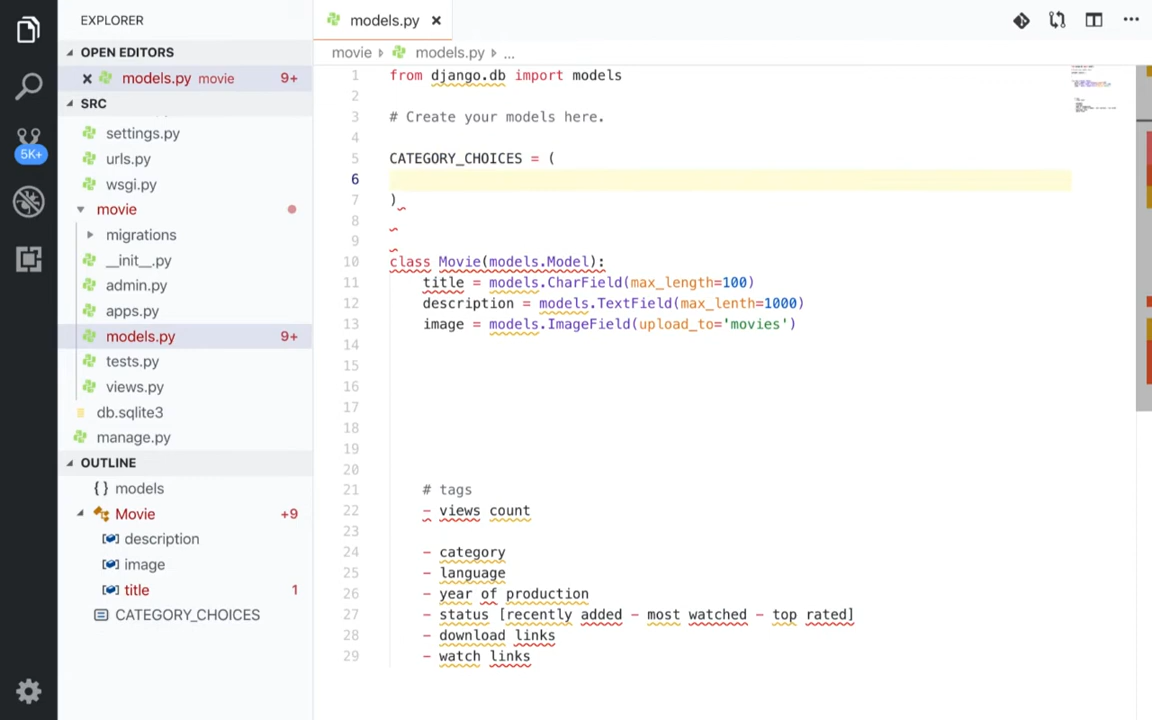 EXPLORER
OPEN EDITORS
models.py movie 9+
SRC
settings.py
urls.py
wsgi.py
movie
migrations
__init__.py
admin.py
apps.py
models.py 9+
tests.py
views.py
db.sqlite3
manage.py
OUTLINE
{ } models
Movie +9
description
image
title 1
CATEGORY_CHOICES
5K+
models.py
movie models.py ...
1 from django.db import models
2
3 # Create your models here.
4
5 CATEGORY_CHOICES = (
6
7 )
8
9
10 class Movie(models.Model):
11 title = models.CharField(max_length=100)
12 description = models.TextField(max_lenth=1000)
13 image = models.ImageField(upload_to='movies')
14
15
16
17
18
19
20
21 # tags
22 - views count
23
24 - category
25 - language
26 - year of production
27 - status [recently added - most watched - top rated]
28 - download links
29 - watch links